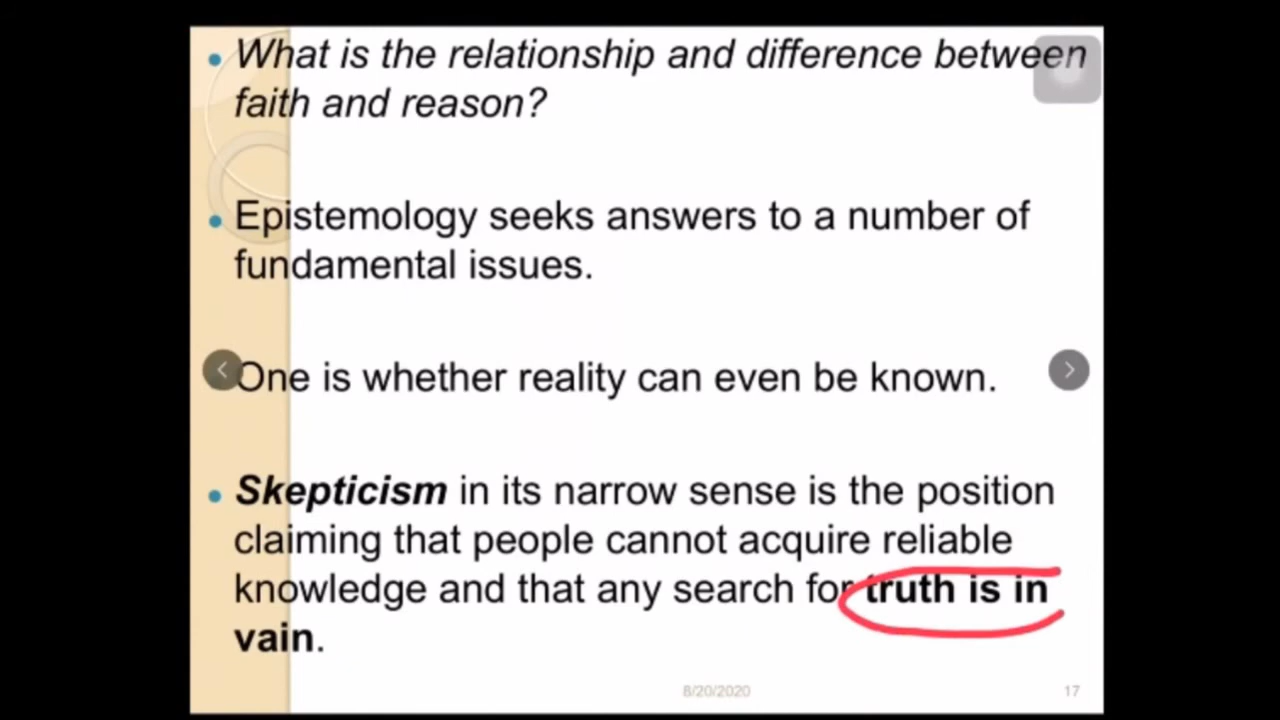 What is the relationship and difference between
faith and reason?
Epistemology seeks answers to a number of
fundamental issues.
One is whether reality can even be known.
Skepticism in its narrow sense is the position
claiming that people cannot acquire reliable
knowledge and that any search for truth is in
vain.
8/20/2020 17